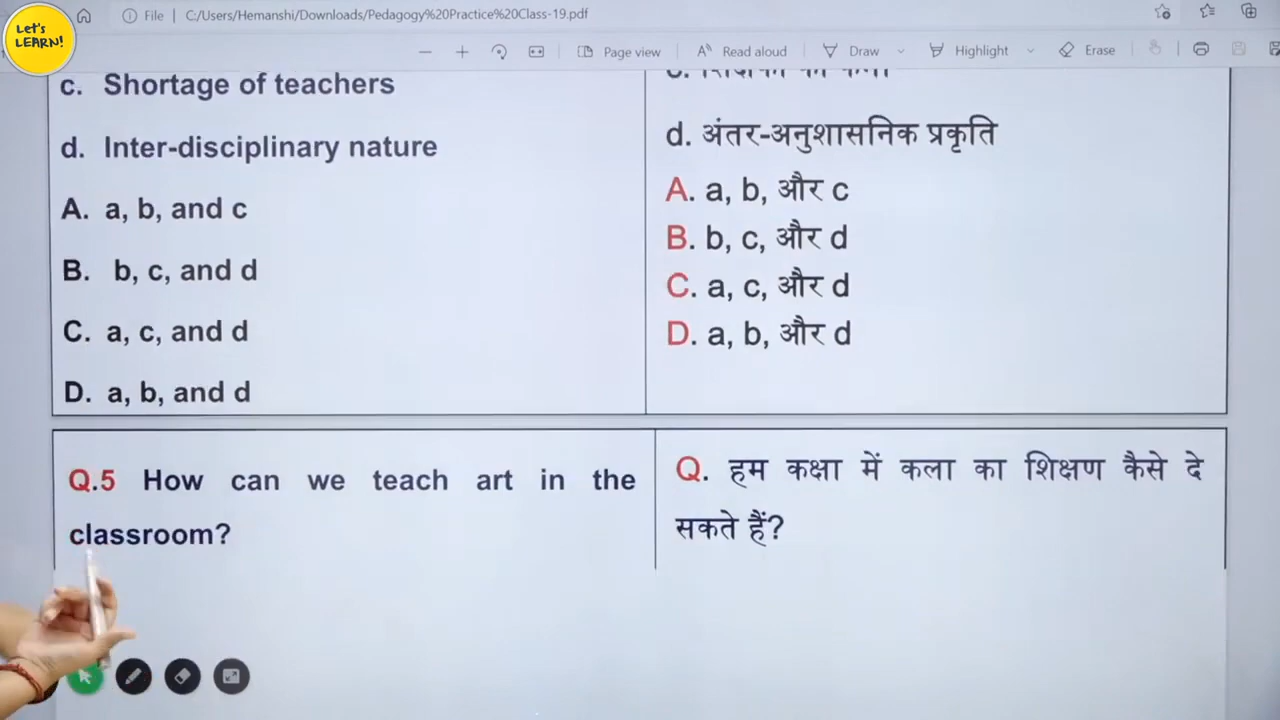 Let's
LEARN!
File
C:/Users/Hemanshi/Downloads/Pedagogy%20Practice%20Class-19.pdf
Page view
Read aloud
Draw
Highlight
Erase
c. Shortage of teachers
d. Inter-disciplinary nature
A. a, b, and c
B. b, c, and d
C. a, c, and d
D. a, b, and d
d. अंतर-अनुशासनिक प्रकृति
A. a, b, और c
B. b, c, और d
C. a, c, और d
D. a, b, और d
Q.5 How can we teach art in the
classroom?
Q. हम कक्षा में कला का शिक्षण कैसे दे
सकते हैं?